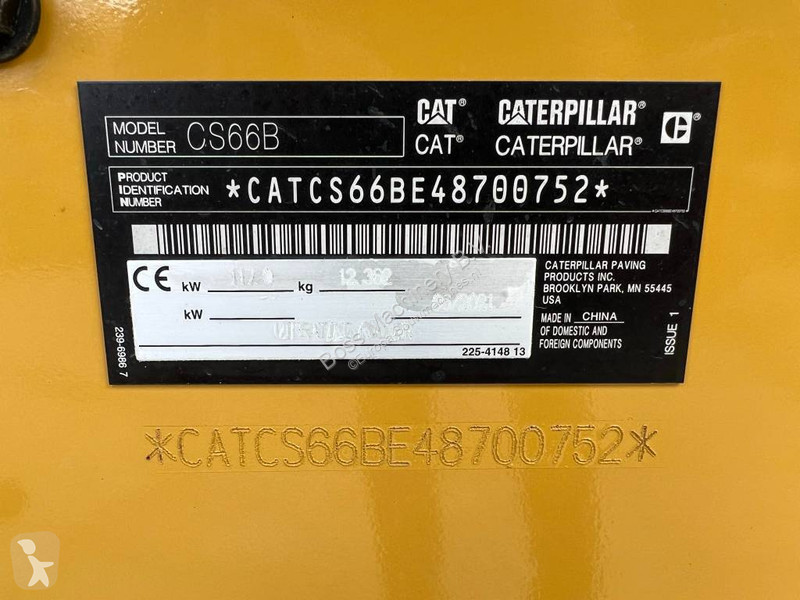 CAT® CATERPILLAR®
MODEL NUMBER CS66B CAT® CATERPILLAR®
PRODUCT IDENTIFICATION NUMBER *CATCS66BE48700752*
CE kW kg 12.382
kW
CATERPILLAR PAVING
PRODUCTS INC.
BROOKLYN PARK, MN 55445
USA
MADE IN CHINA
OF DOMESTIC AND
FOREIGN COMPONENTS
ISSUE 1
225-4148 13
239-6986 7
*CATCS66BE48700752*